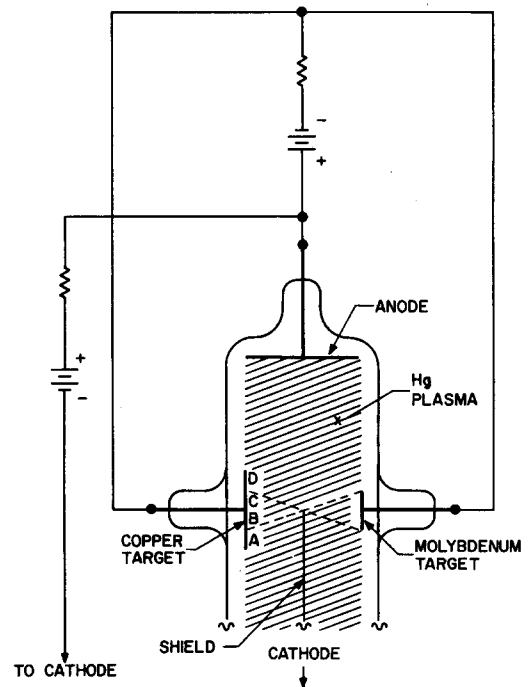 -
+
+
-
ANODE
Hg
PLASMA
x
D
C
B
A
COPPER
TARGET
MOLYBDENUM
TARGET
SHIELD
CATHODE
TO CATHODE